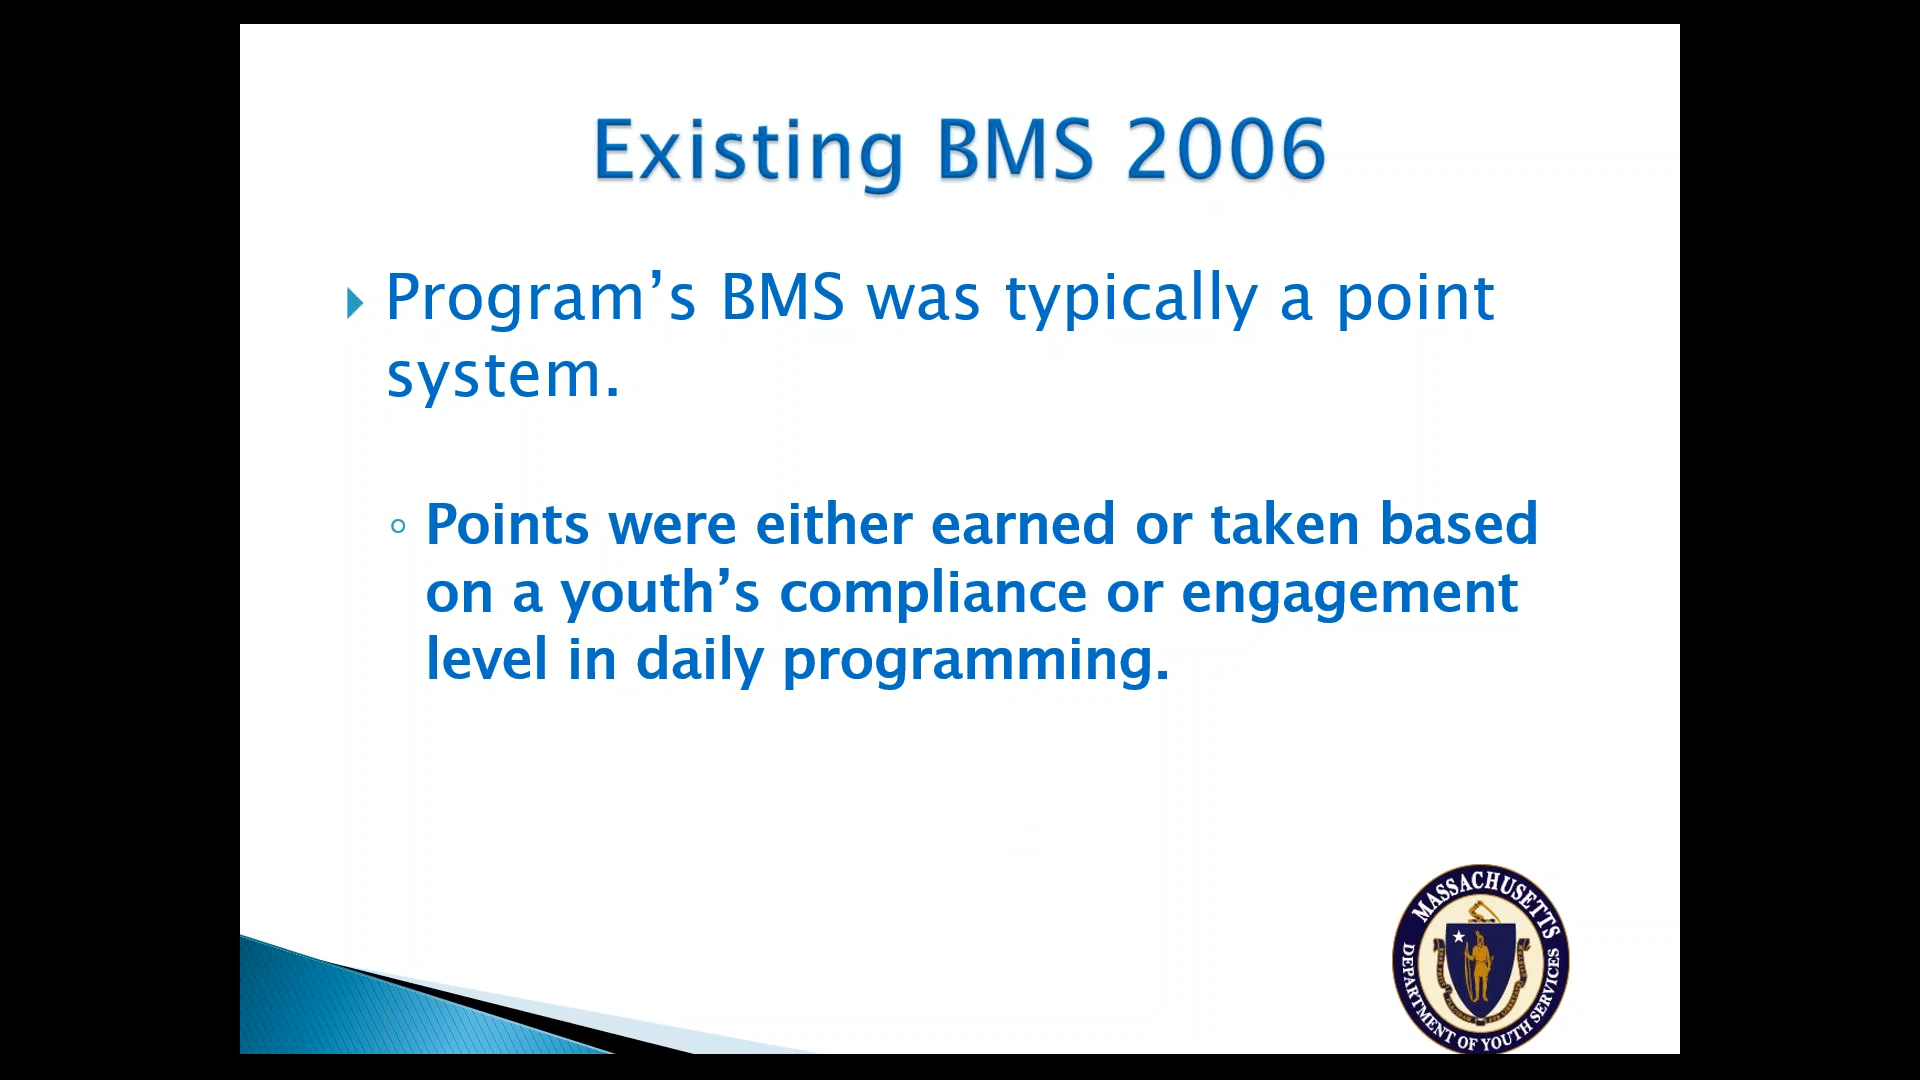 Existing BMS 2006
Program’s BMS was typically a point
system.
Points were either earned or taken based
on a youth’s compliance or engagement
level in daily programming.
MASSACHUSETTS
DEPARTMENT OF YOUTH SERVICES